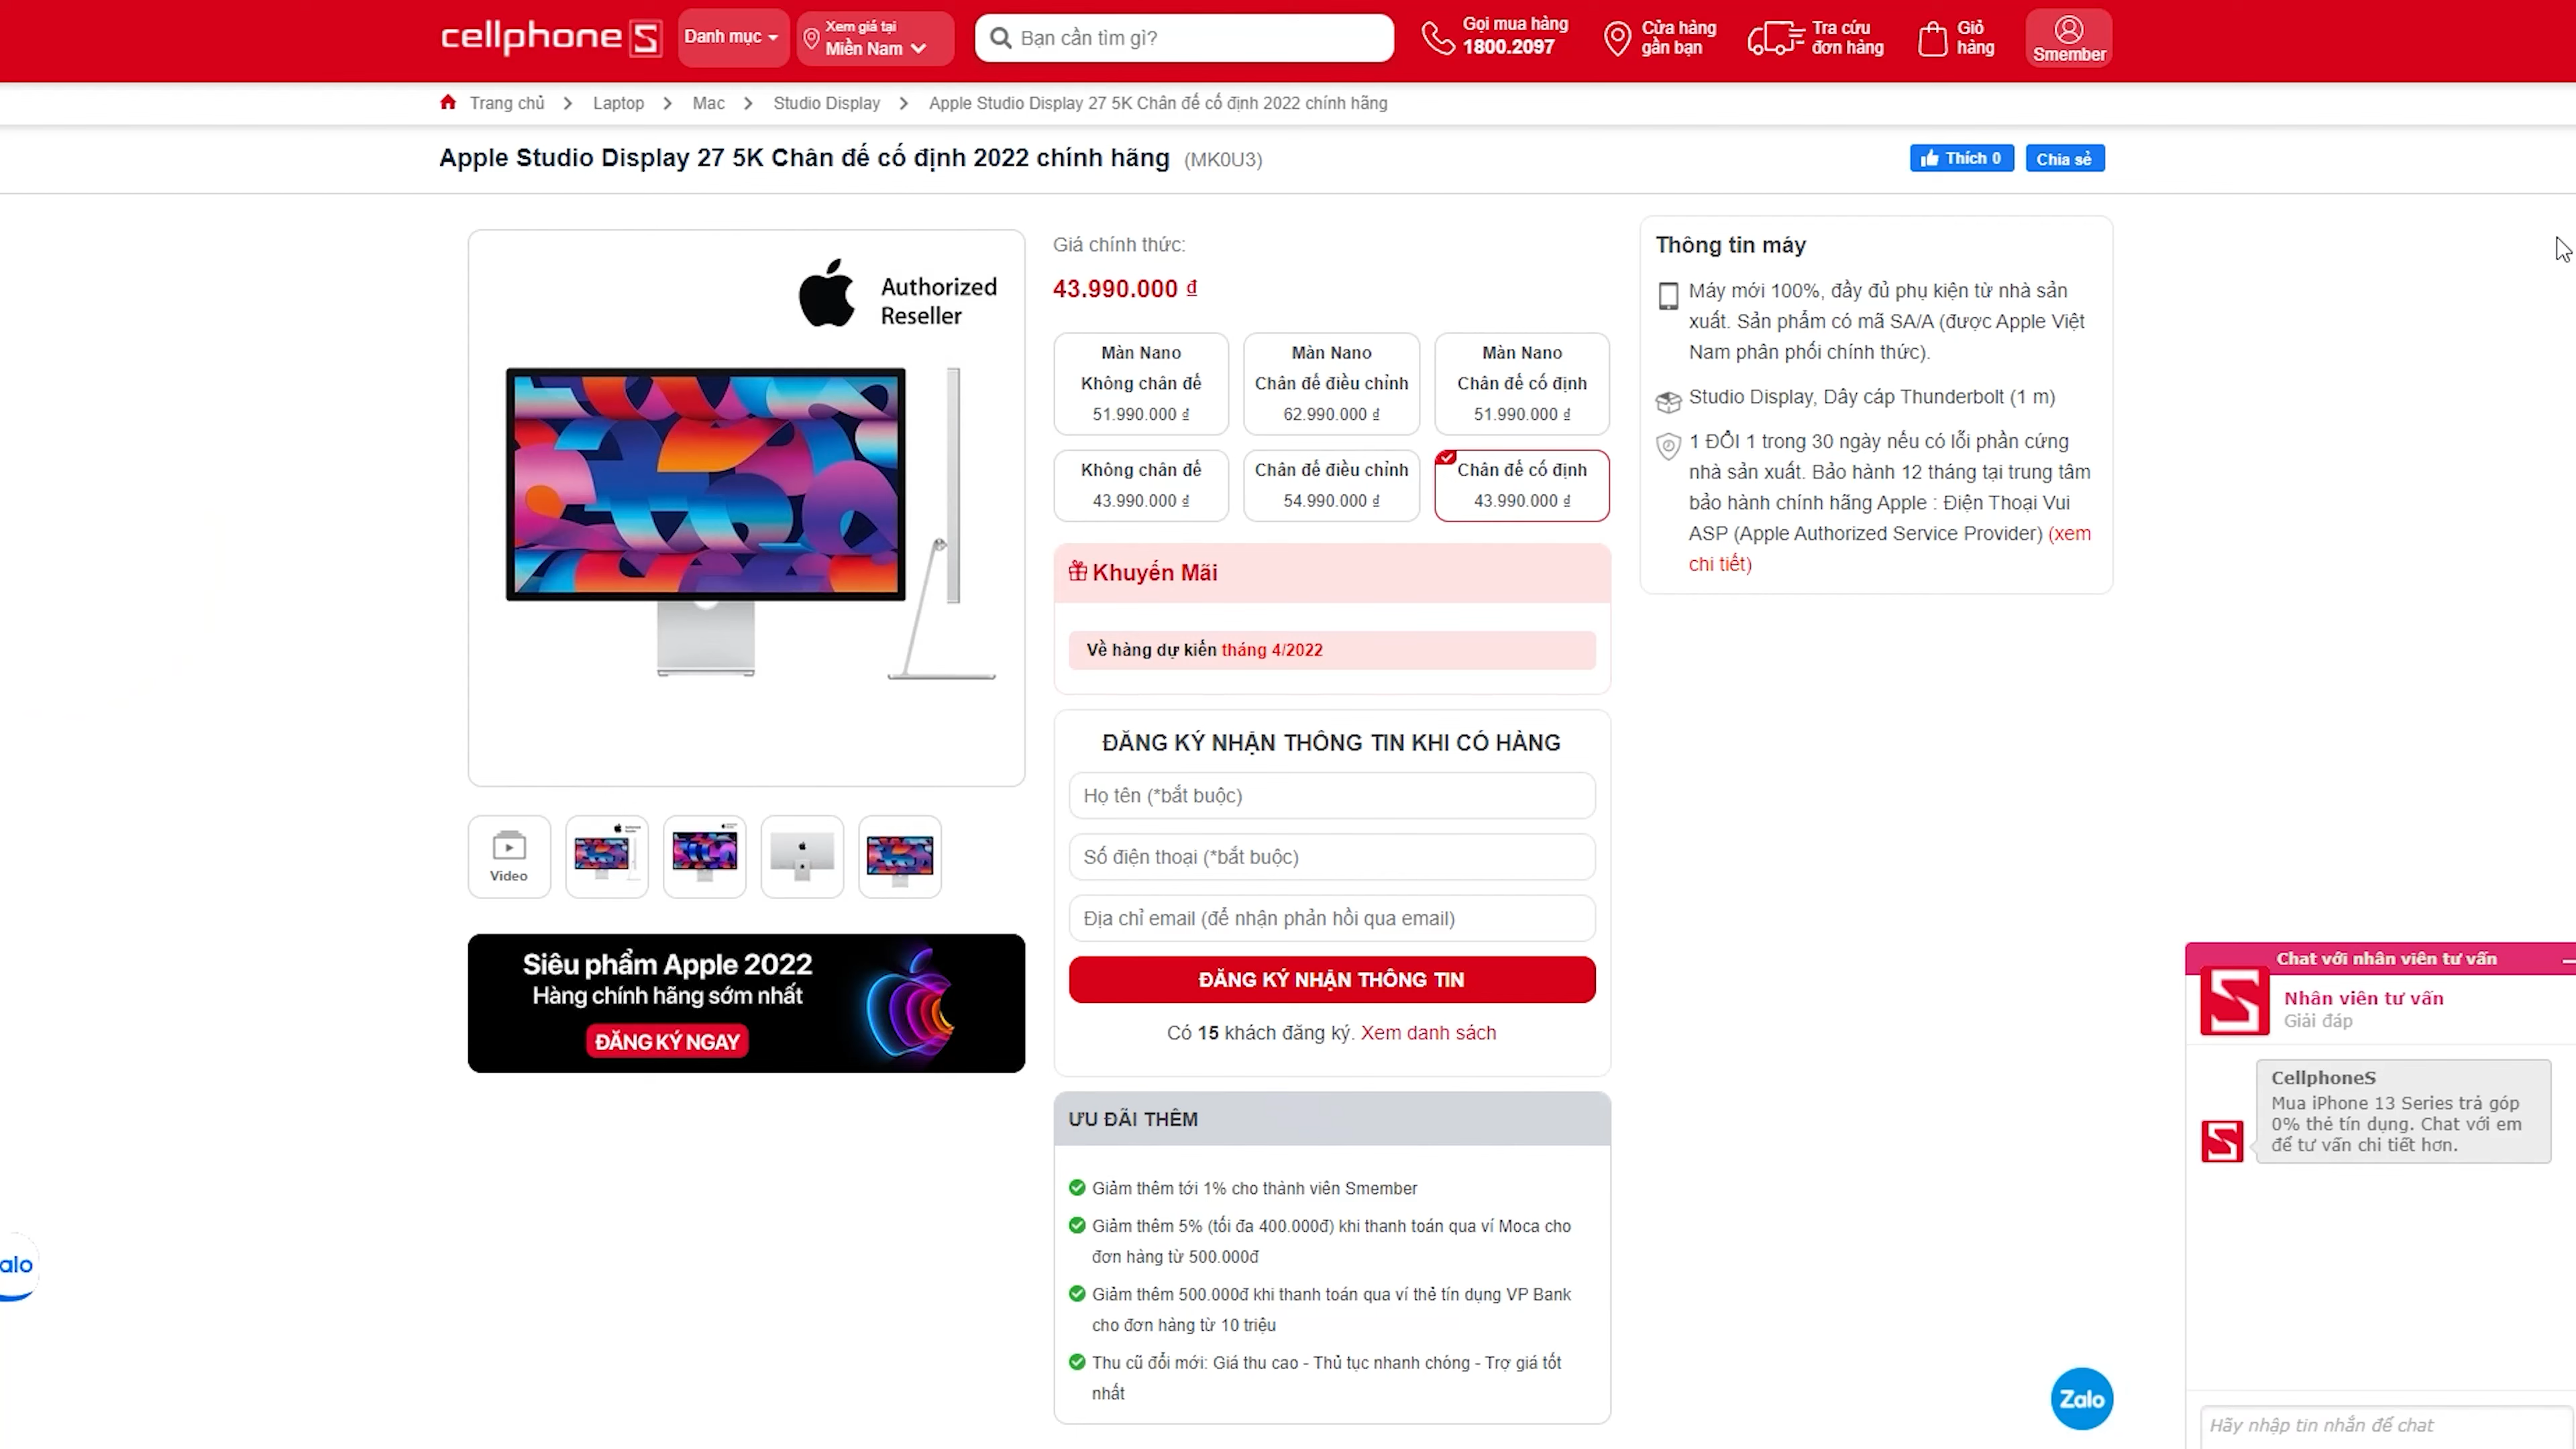 cellphoneS
Danh mục
Xem giá tại
Miền Nam
Bạn cần tìm gì?
Gọi mua hàng
1800.2097
Cửa hàng
gần bạn
Tra cứu
đơn hàng
Giỏ
hàng
Smember
Trang chủ
Laptop
Mac
Studio Display
Apple Studio Display 27 5K Chân đế cố định 2022 chính hãng
Apple Studio Display 27 5K Chân đế cố định 2022 chính hãng (MK0U3)
Thích 0
Chia sẻ
Authorized
Reseller
Video
Siêu phẩm Apple 2022
Hàng chính hãng sớm nhất
ĐĂNG KÝ NGAY
Giá chính thức:
43.990.000 ₫
Màn Nano
Không chân đế
51.990.000 ₫
Màn Nano
Chân đế điều chỉnh
62.990.000 ₫
Màn Nano
Chân đế cố định
51.990.000 ₫
Không chân đế
43.990.000 ₫
Chân đế điều chỉnh
54.990.000 ₫
Chân đế cố định
43.990.000 ₫
Khuyến Mãi
Về hàng dự kiến tháng 4/2022
ĐĂNG KÝ NHẬN THÔNG TIN KHI CÓ HÀNG
Họ tên (*bắt buộc)
Số điện thoại (*bắt buộc)
Địa chỉ email (để nhận phản hồi qua email)
ĐĂNG KÝ NHẬN THÔNG TIN
Có 15 khách đăng ký. Xem danh sách
ƯU ĐÃI THÊM
Giảm thêm tới 1% cho thành viên Smember
Giảm thêm 5% (tối đa 400.000đ) khi thanh toán qua ví Moca cho
đơn hàng từ 500.000đ
Giảm thêm 500.000đ khi thanh toán qua ví thẻ tín dụng VP Bank
cho đơn hàng từ 10 triệu
Thu cũ đổi mới: Giá thu cao - Thủ tục nhanh chóng - Trợ giá tốt
nhất
Thông tin máy
Máy mới 100%, đầy đủ phụ kiện từ nhà sản
xuất. Sản phẩm có mã SA/A (được Apple Việt
Nam phân phối chính thức).
Studio Display, Dây cáp Thunderbolt (1 m)
1 ĐỔI 1 trong 30 ngày nếu có lỗi phần cứng
nhà sản xuất. Bảo hành 12 tháng tại trung tâm
bảo hành chính hãng Apple : Điện Thoại Vui
ASP (Apple Authorized Service Provider) (xem
chi tiết)
Chat với nhân viên tư vấn
Nhân viên tư vấn
Giải đáp
CellphoneS
Mua iPhone 13 Series trả góp
0% thẻ tín dụng. Chat với em
để tư vấn chi tiết hơn.
Hãy nhập tin nhắn để chat
alo
Zalo